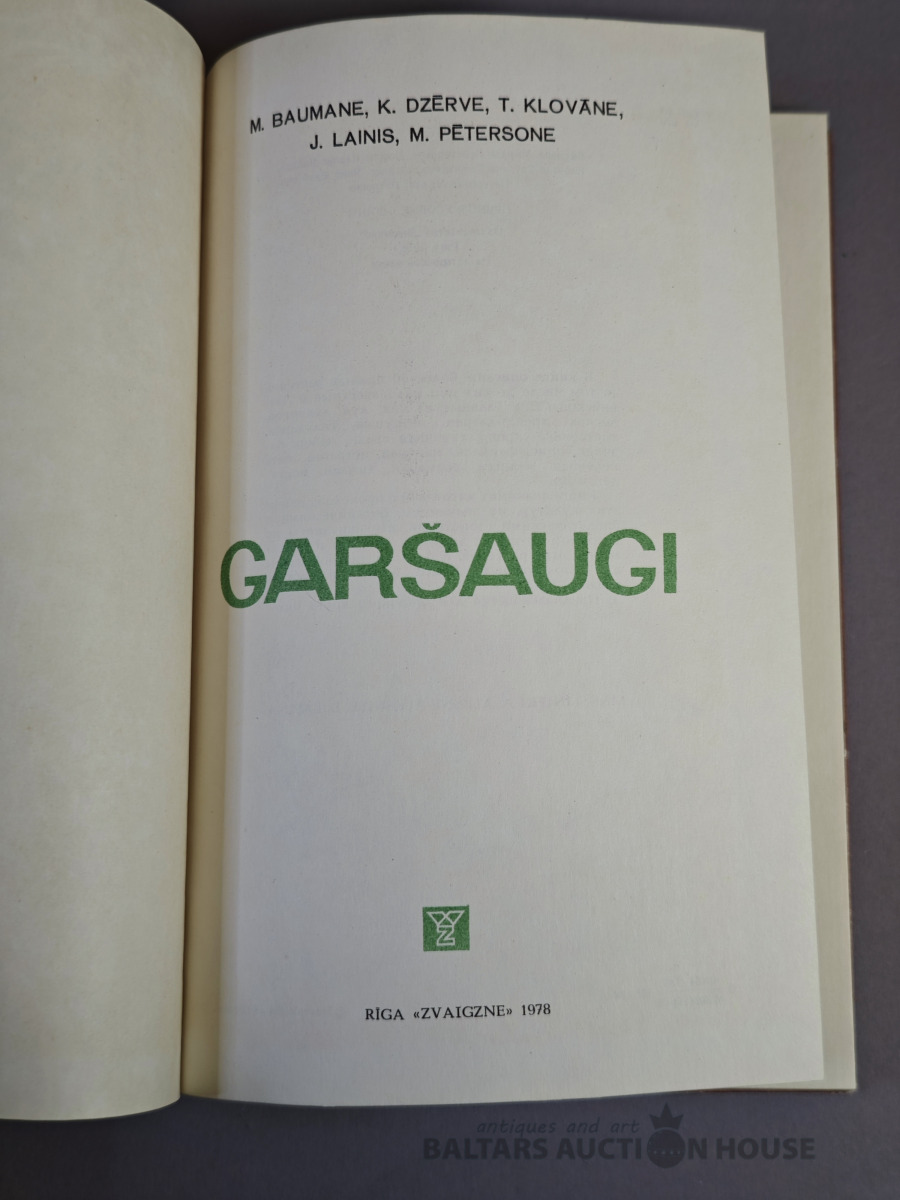 M. BAUMANE, K. DZĒRVE, T. KLOVĀNE,
J. LAINIS, M. PĒTERSONE
GARŠAUGI
RĪGA «ZVAIGZNE» 1978
antiques and art
BALTARS AUCTION HOUSE